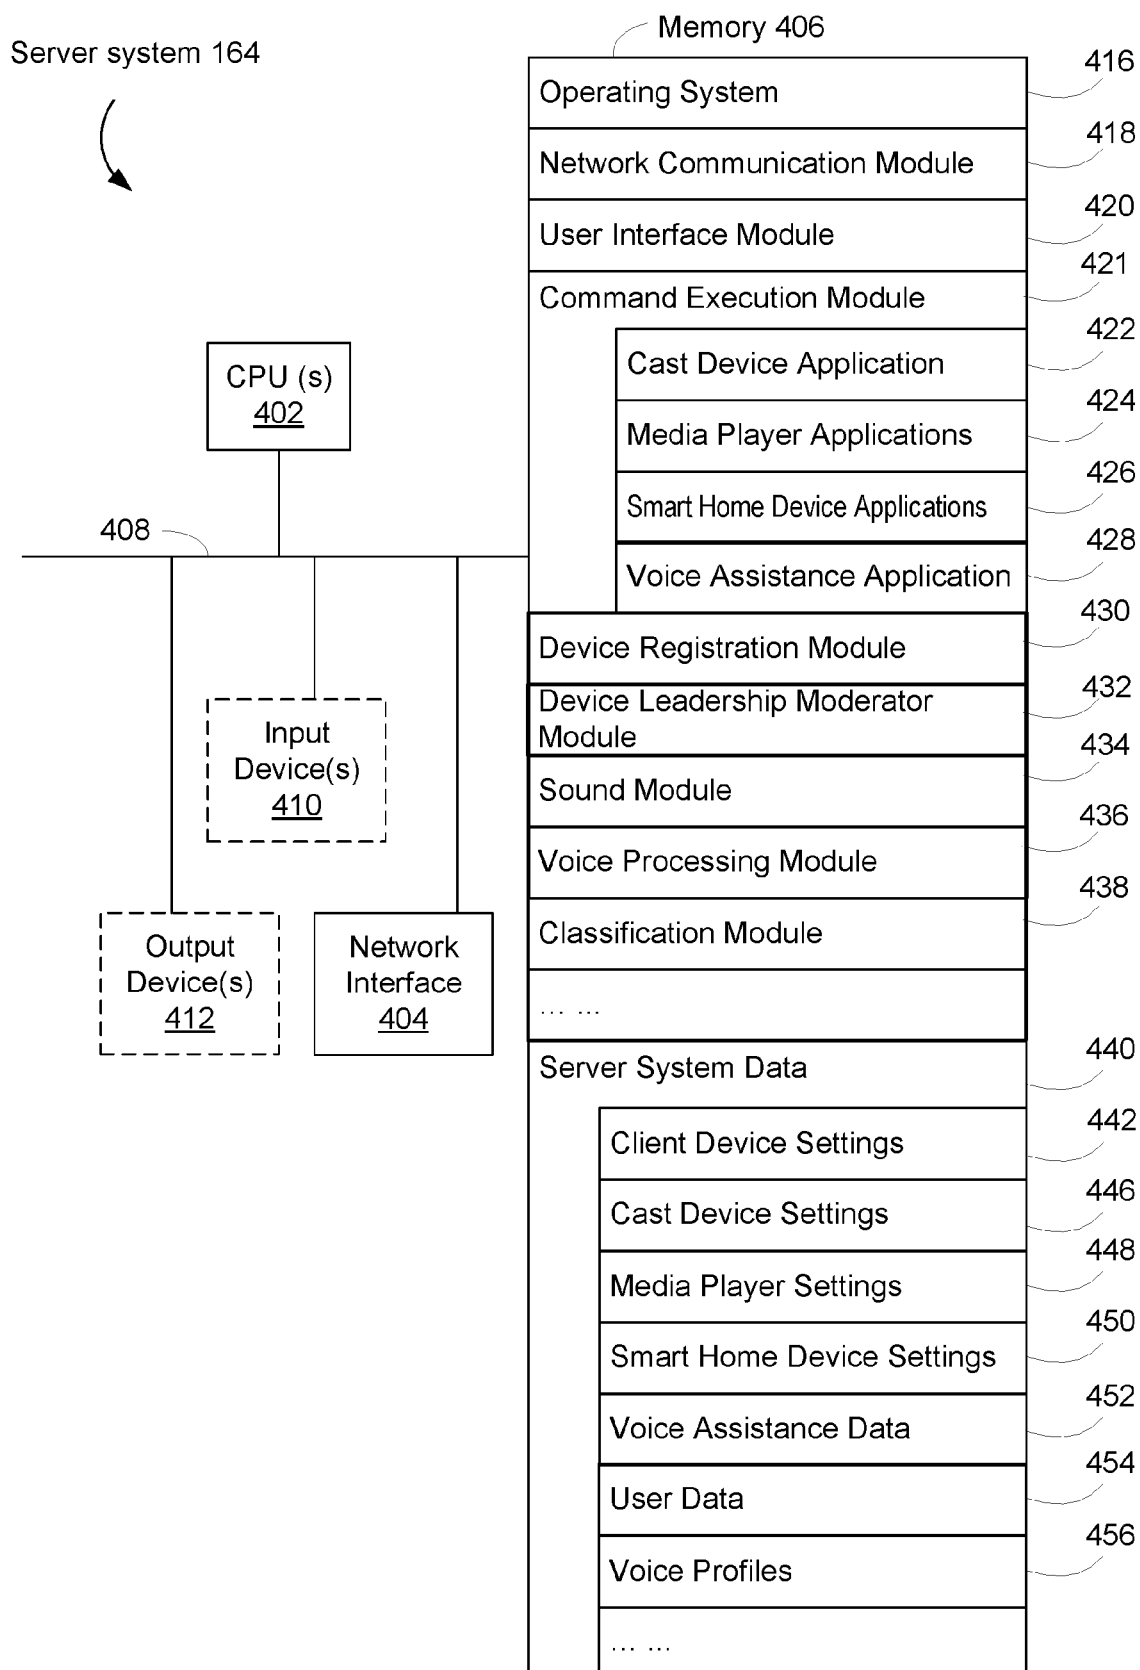 Server system 164
Memory 406
Operating System
416
Network Communication Module
418
User Interface Module
420
Command Execution Module
421
Cast Device Application
422
Media Player Applications
424
Smart Home Device Applications
426
Voice Assistance Application
428
Device Registration Module
430
Device Leadership Moderator
Module
432
Sound Module
434
Voice Processing Module
436
Classification Module
438
... ...
Server System Data
440
Client Device Settings
442
Cast Device Settings
446
Media Player Settings
448
Smart Home Device Settings
450
Voice Assistance Data
452
User Data
454
Voice Profiles
456
... ...
CPU (s)
402
408
Input
Device(s)
410
Output
Device(s)
412
Network
Interface
404